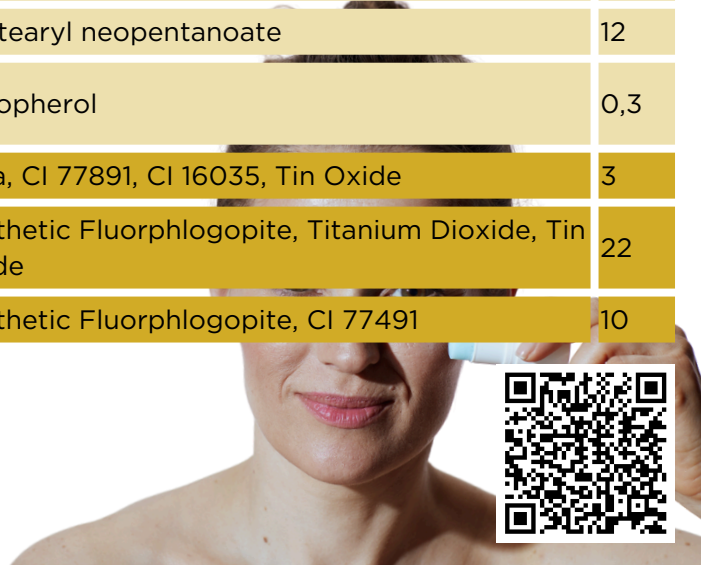 tearyl neopentanoate 12
opherol 0,3
a, CI 77891, CI 16035, Tin Oxide 3
thetic Fluorphlogopite, Titanium Dioxide, Tin
de 22
thetic Fluorphlogopite, CI 77491 10